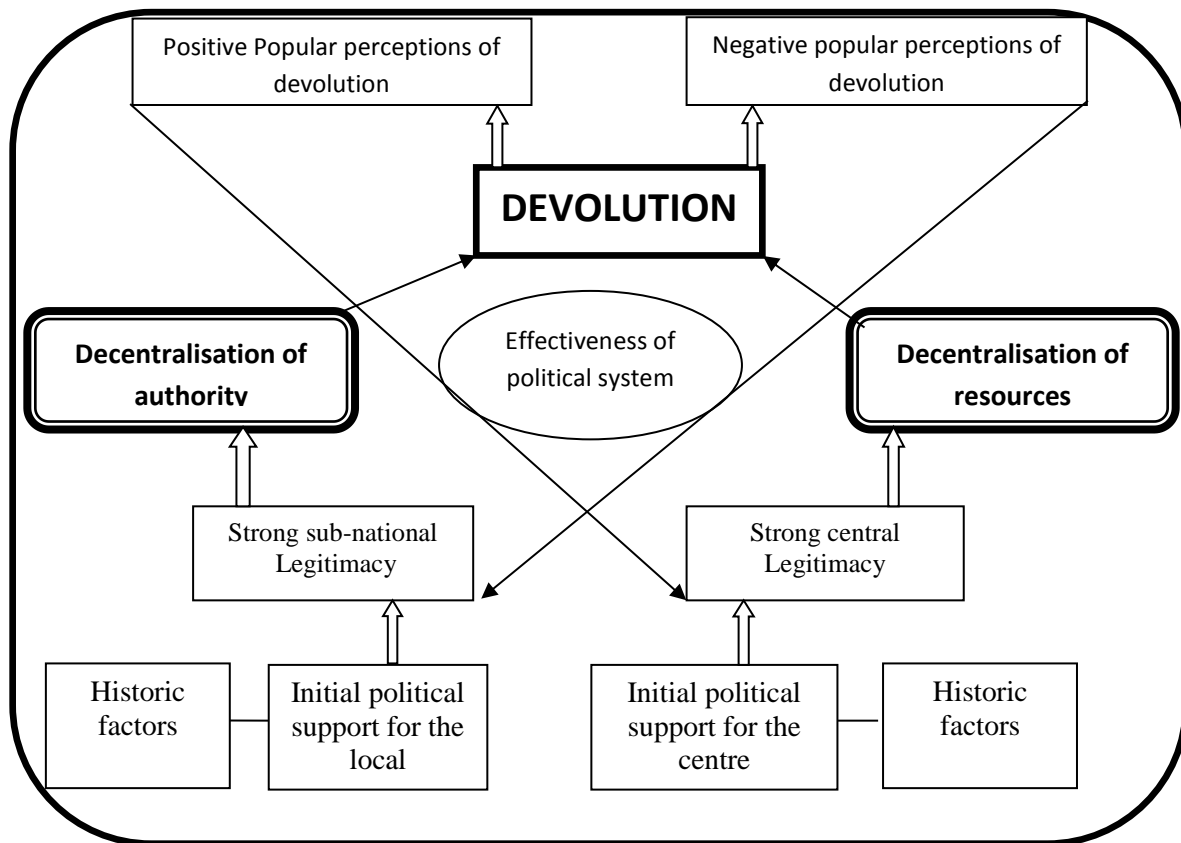 Positive Popular perceptions of
devolution
Negative popular perceptions of
devolution
DEVOLUTION
Decentralisation of
authority
Effectiveness of
political system
Decentralisation of
resources
Strong sub-national
Legitimacy
Strong central
Legitimacy
Historic
factors
Initial political
support for the
local
Initial political
support for the
centre
Historic
factors